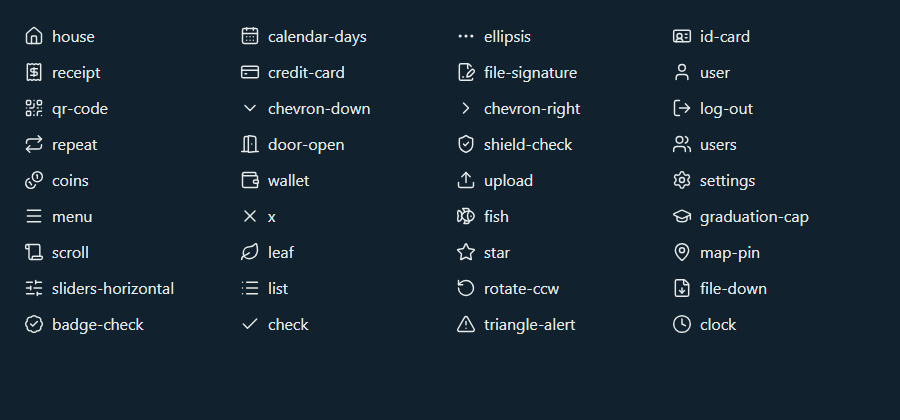 house
calendar-days
ellipsis
id-card
receipt
credit-card
file-signature
user
qr-code
chevron-down
chevron-right
log-out
repeat
door-open
shield-check
users
coins
wallet
upload
settings
menu
x
fish
graduation-cap
scroll
leaf
star
map-pin
sliders-horizontal
list
rotate-ccw
file-down
badge-check
check
triangle-alert
clock